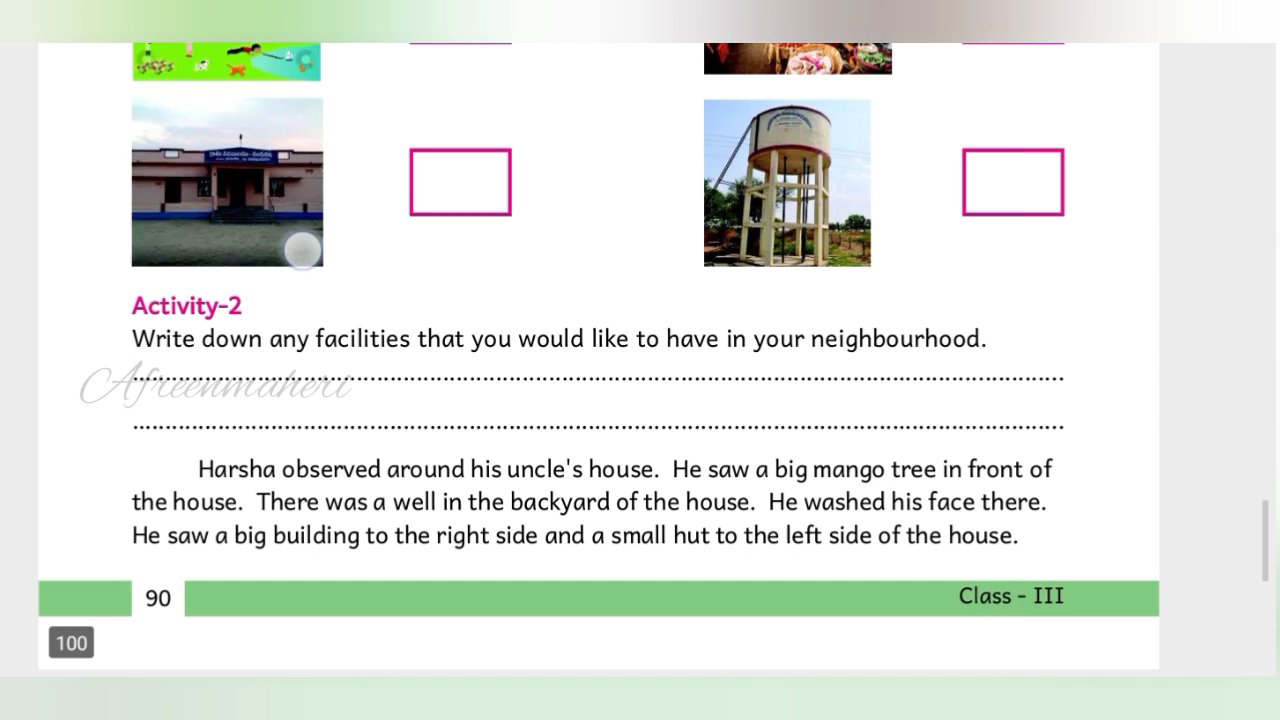 Activity-2
Write down any facilities that you would like to have in your neighbourhood.
Afreenmaheri
Harsha observed around his uncle's house. He saw a big mango tree in front of
the house. There was a well in the backyard of the house. He washed his face there.
He saw a big building to the right side and a small hut to the left side of the house.
90
Class - III
100